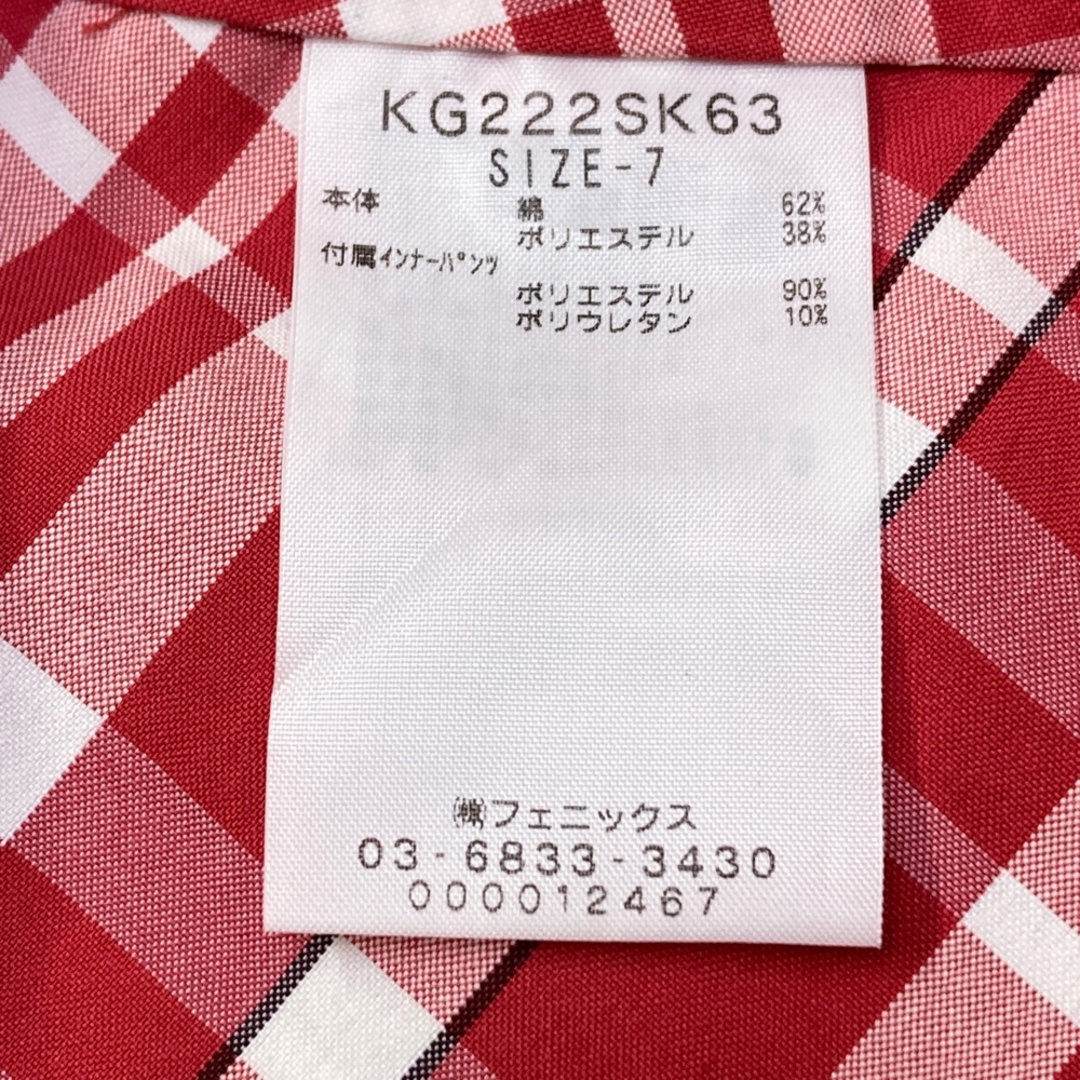 KG222SK63
SIZE-7
本体 綿 62%
ポリエステル 38%
付属インナーパンツ
ポリエステル 90%
ポリウレタン 10%
㈱フェニックス
03-6833-3430
000012467